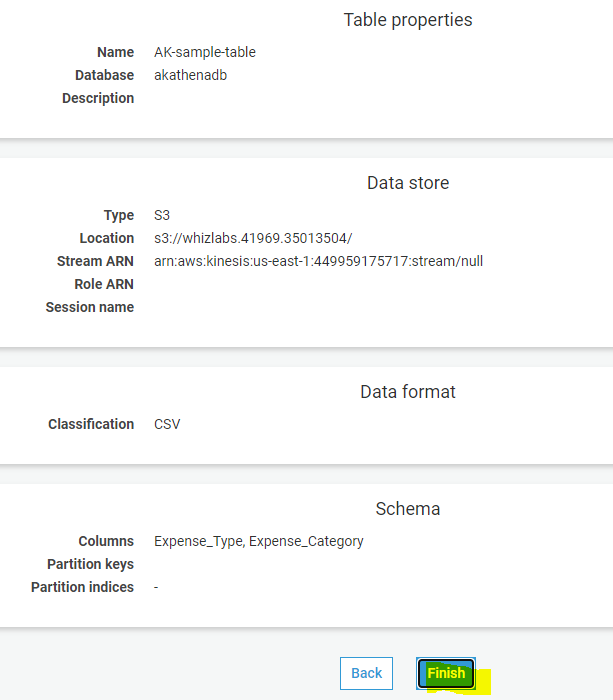 Table properties
Name AK-sample-table
Database akathenadb
Description
Data store
Type S3
Location s3://whizlabs.41969.35013504/
Stream ARN arn:aws:kinesis:us-east-1:449959175717:stream/null
Role ARN
Session name
Data format
Classification CSV
Schema
Columns Expense_Type, Expense_Category
Partition keys
Partition indices -
Back Finish